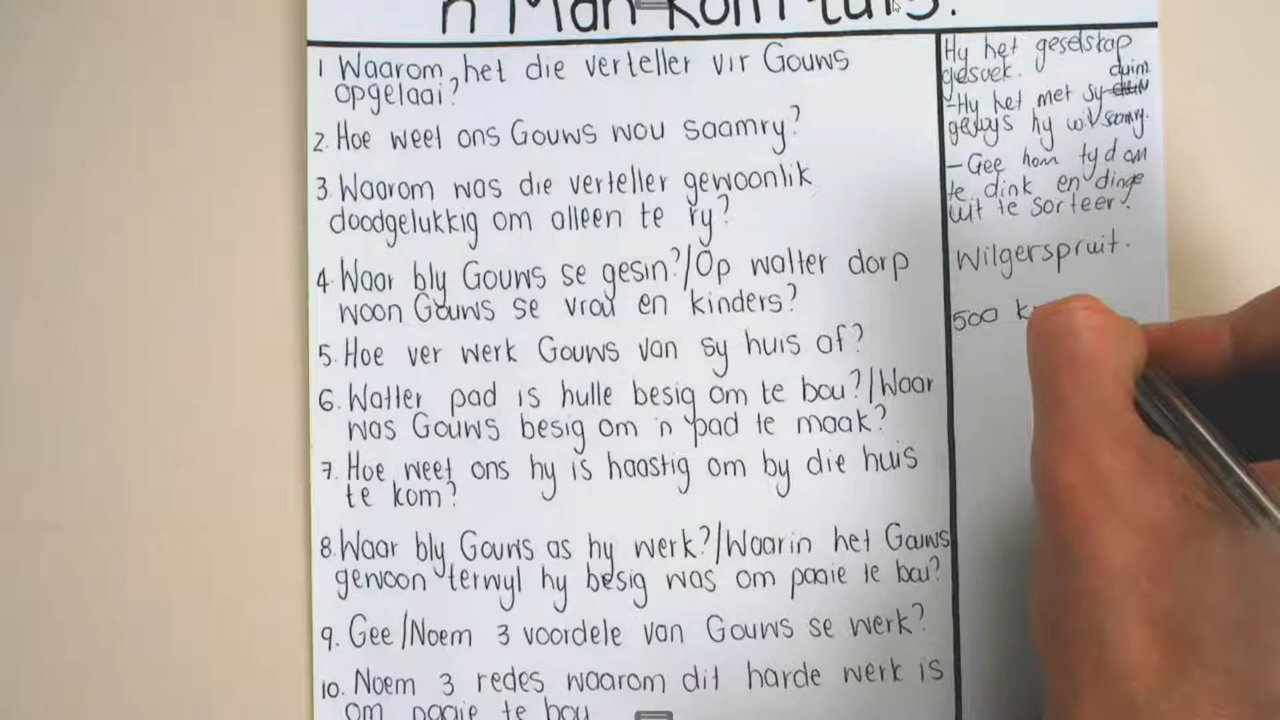 'n Man kom tuis.
1 Waarom, het die verteller vir Gouws
opgelaai?
2. Hoe weet ons Gouws wou saamry?
3. Waarom was die verteller gewoonlik
doodgelukkig om alleen te ry?
4. Waar bly Gouws se gesin?/Op watter dorp
woon Gouws se vrou en kinders?
5. Hoe ver werk Gouws van sy huis af?
6. Watter pad is hulle besig om te bou?/Waar
was Gouws besig om 'n pad te maak?
7. Hoe weet ons hy is haastig om by die huis
te kom?
8. Waar bly Gouws as hy werk?/Waarin het Gouws
gewoon terwyl hy besig was om paaie te bou?
9. Gee/Noem 3 voordele van Gouws se werk?
10. Noem 3 redes waarom dit harde werk is
om paaie te bou
Hy het geselskap
gesoek.
-Hy het met sy duim
gewys hy wil saamry.
- Gee hom tyd om
te dink en dinge
uit te sorteer.
Wilgerspruit.
500 k